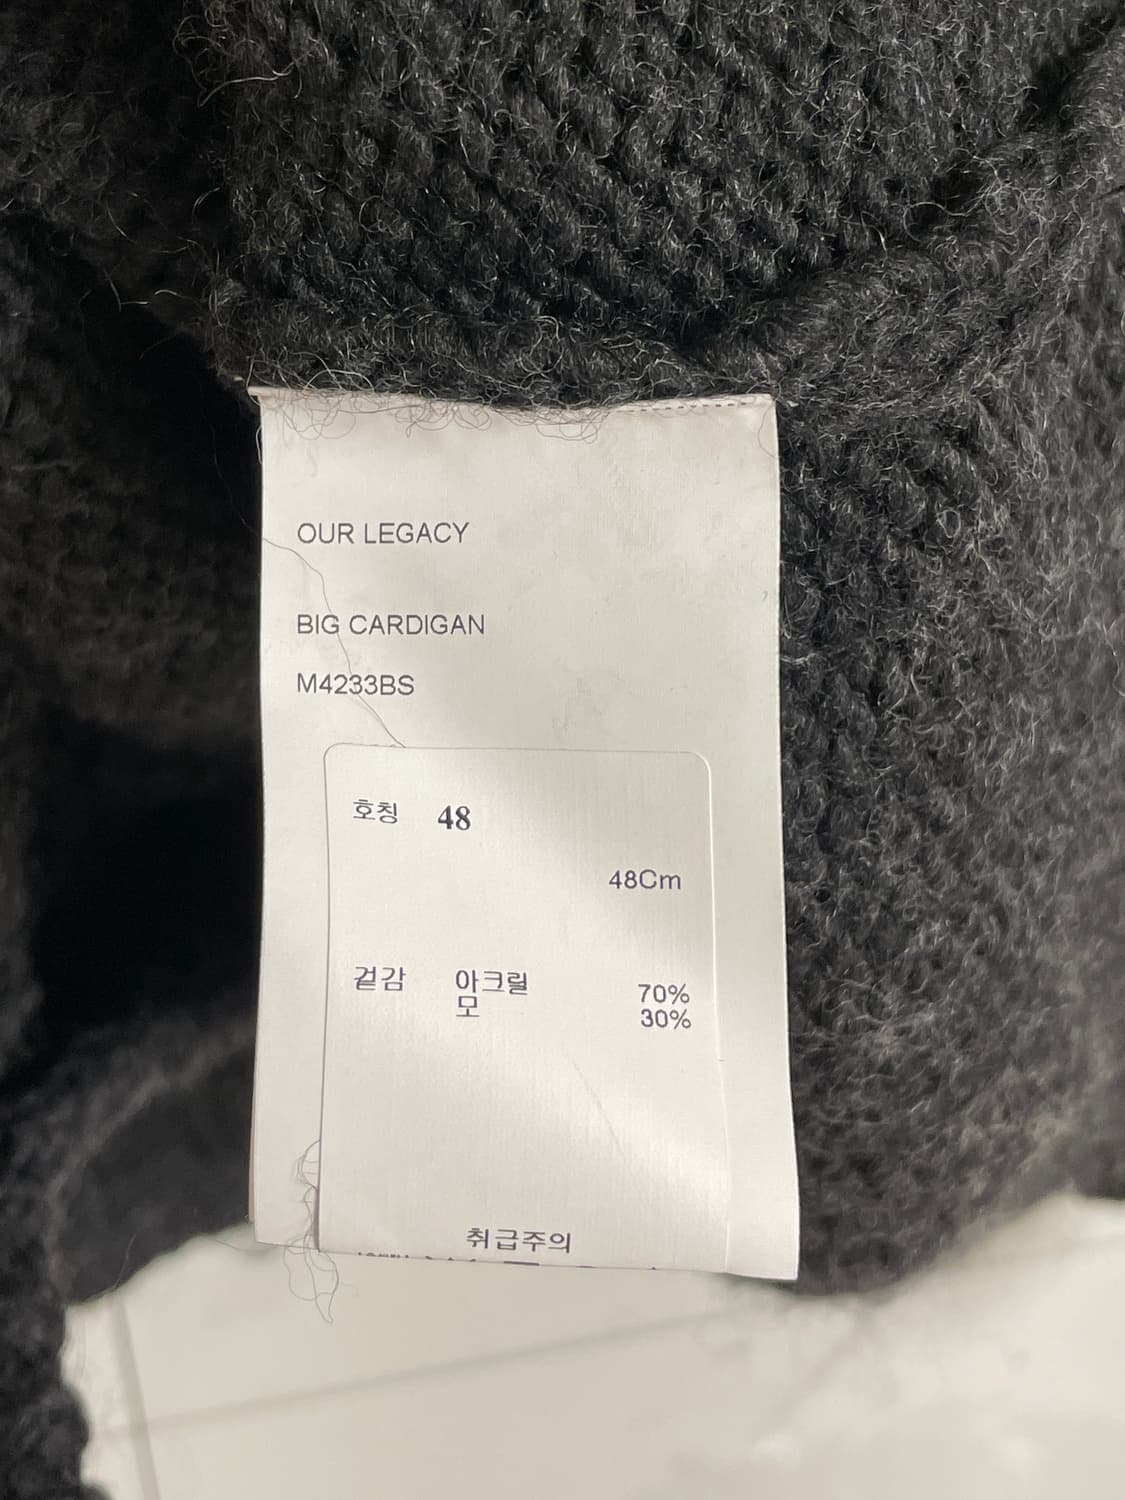 OUR LEGACY
BIG CARDIGAN
M4233BS
호칭 48
48Cm
겉감 아크릴 70%
모 30%
취급주의